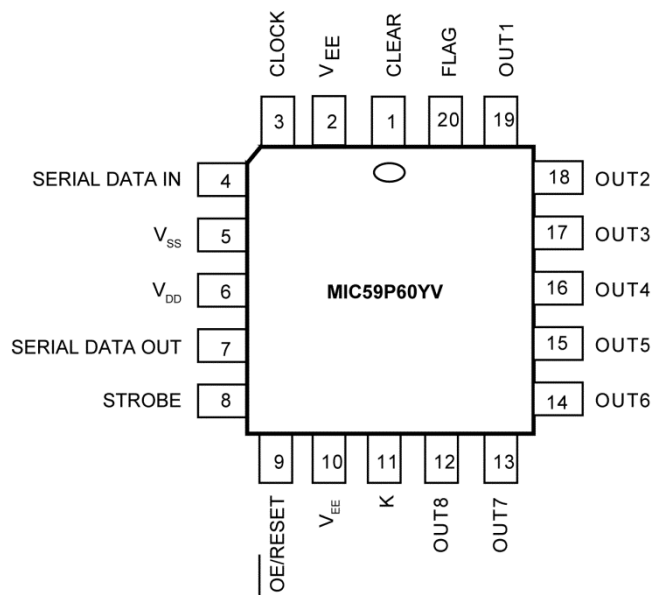 CLOCK
VEE
CLEAR
FLAG
OUT1
3
2
1
20
19
SERIAL DATA IN 4
18 OUT2
VSS 5
17 OUT3
VDD 6
MIC59P60YV
16 OUT4
SERIAL DATA OUT 7
15 OUT5
STROBE 8
14 OUT6
9
10
11
12
13
OE/RESET
VEE
K
OUT8
OUT7